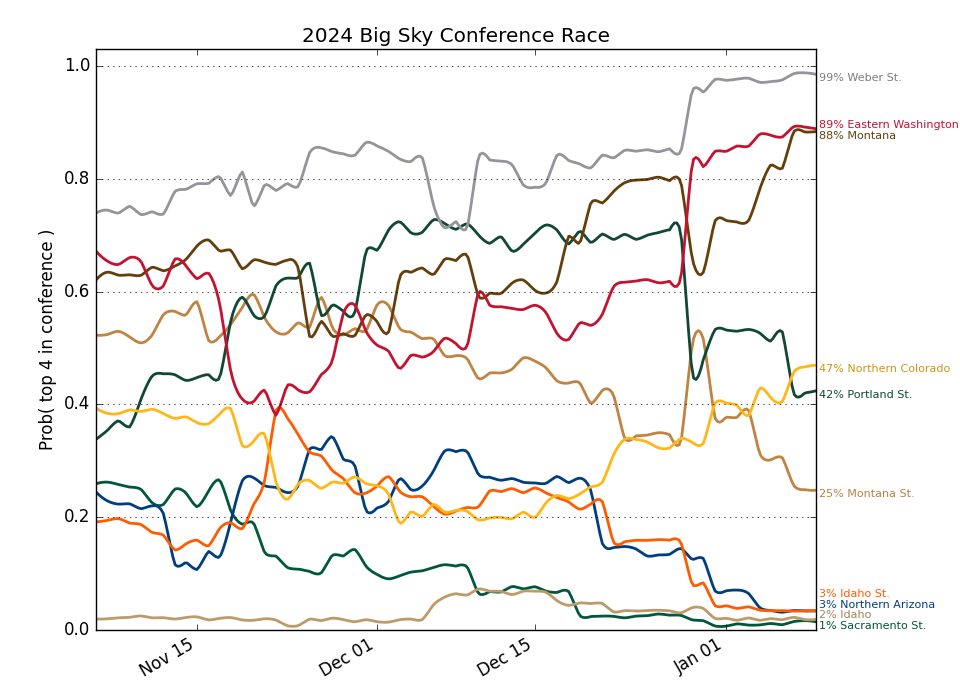 2024 Big Sky Conference Race
Prob( top 4 in conference )
1.0
0.8
0.6
0.4
0.2
0.0
Nov 15
Dec 01
Dec 15
Jan 01
99% Weber St.
89% Eastern Washington
88% Montana
47% Northern Colorado
42% Portland St.
25% Montana St.
3% Idaho St.
3% Northern Arizona
2% Idaho
1% Sacramento St.